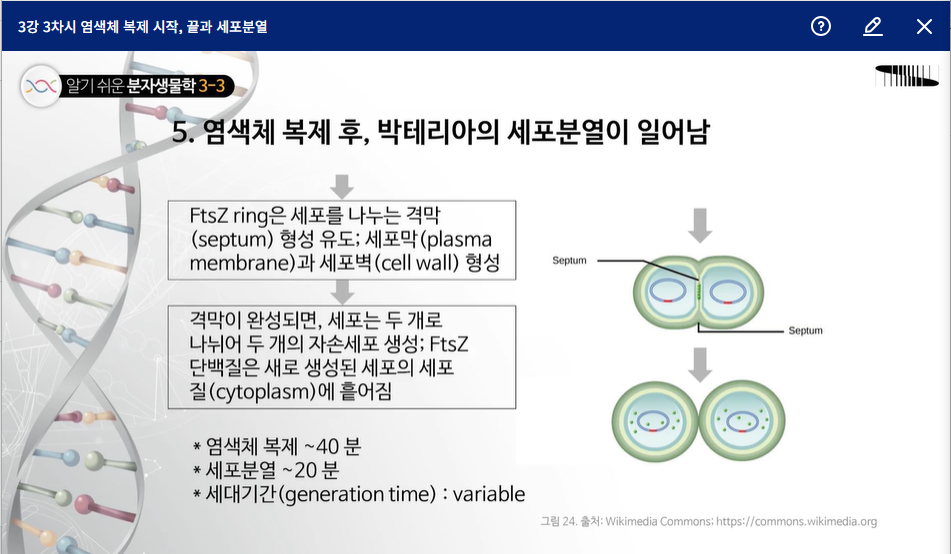 3강 3차시 염색체 복제 시작, 끝과 세포분열
알기 쉬운 분자생물학 3-3
5. 염색체 복제 후, 박테리아의 세포분열이 일어남
FtsZ ring은 세포를 나누는 격막
(septum) 형성 유도; 세포막(plasma
membrane)과 세포벽(cell wall) 형성
격막이 완성되면, 세포는 두 개로
나뉘어 두 개의 자손세포 생성; FtsZ
단백질은 새로 생성된 세포의 세포
질(cytoplasm)에 흩어짐
* 염색체 복제 ~40 분
* 세포분열 ~20 분
* 세대기간(generation time) : variable
Septum
Septum
그림 24. 출처: Wikimedia Commons; https://commons.wikimedia.org